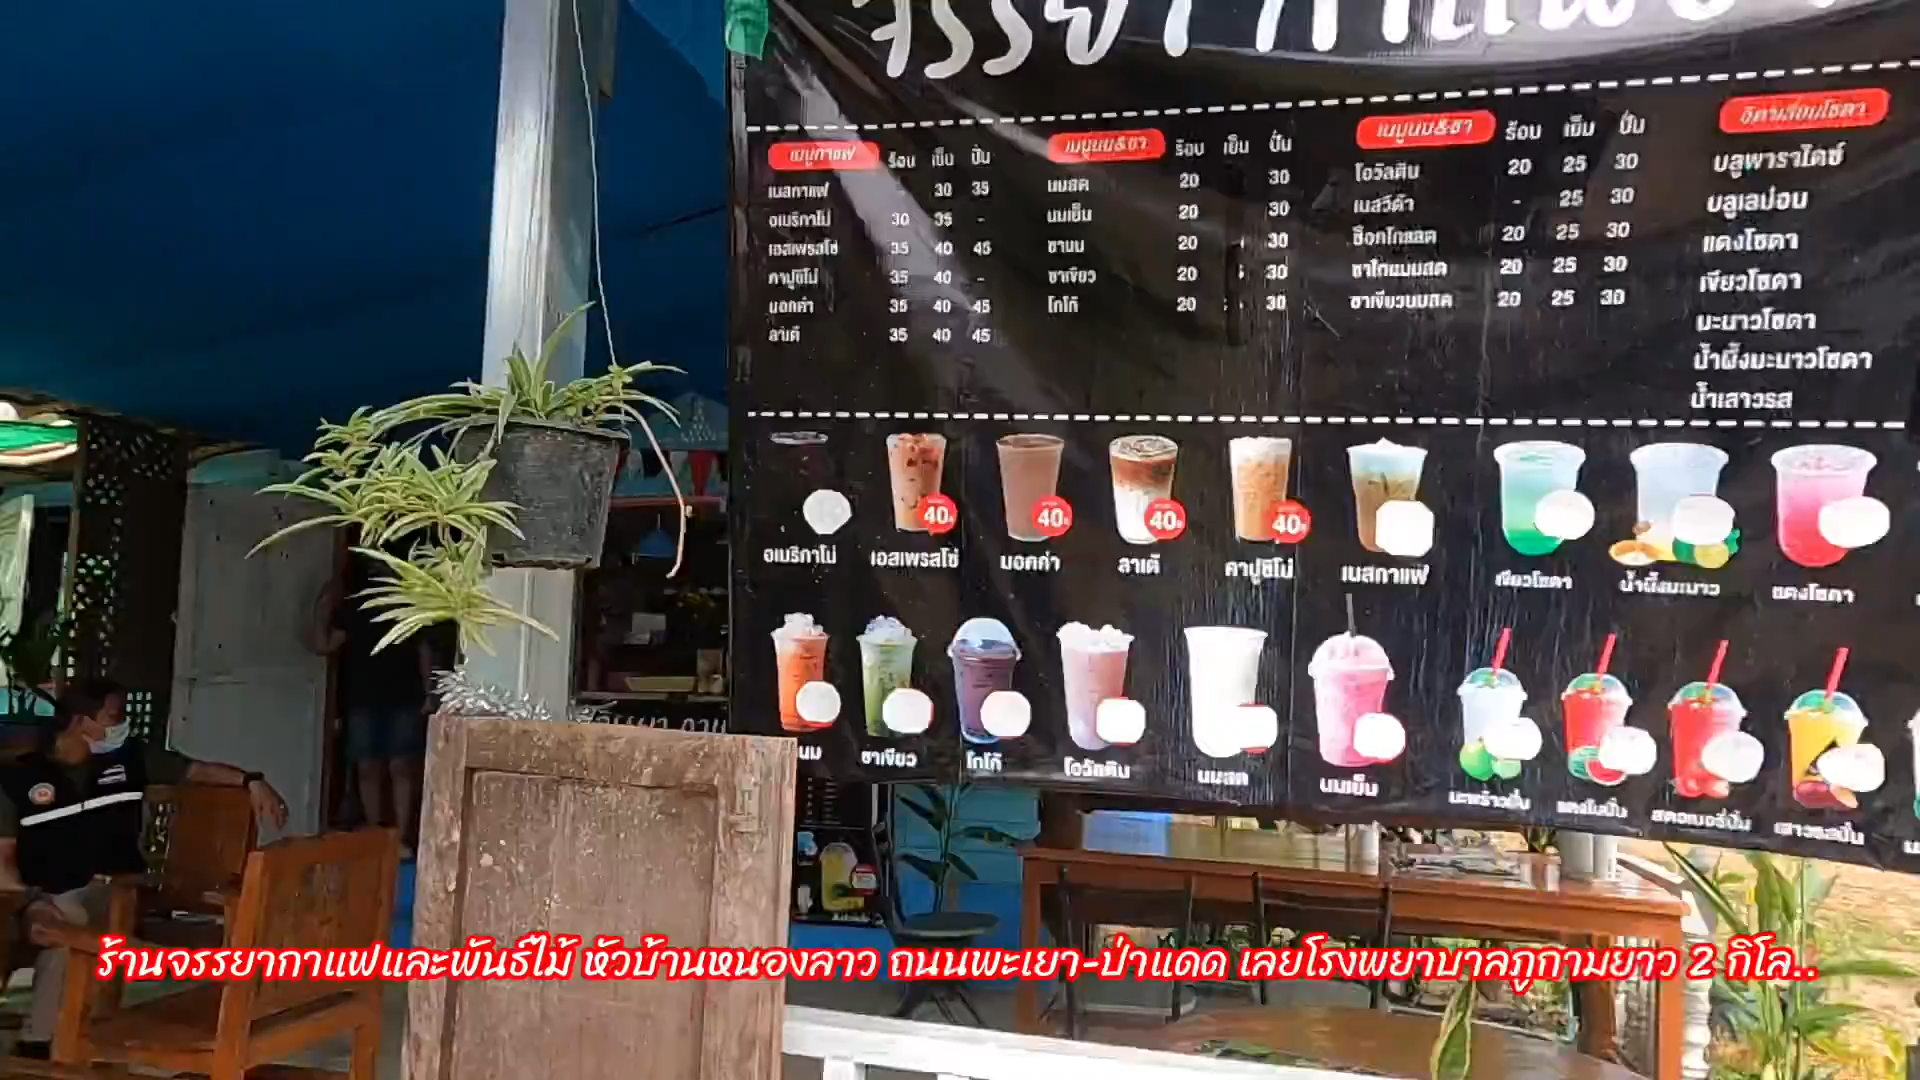 จรรยา กาแฟ
เมนูกาแฟ ร้อน เย็น ปั่น
เนสกาแฟ 30 35
อเมริกาโน่ 30 35 -
เอสเพรสโซ่ 35 40 45
คาปูชิโน่ 35 40 -
มอคค่า 35 40 45
ลาเต้ 35 40 45
เมนูนม&ชา ร้อน เย็น ปั่น
นมสด 20 30
นมเย็น 20 30
ชานม 20 30
ชาเขียว 20 30
โกโก้ 20 30
เมนูนม&ชา ร้อน เย็น ปั่น
โอวัลติน 20 25 30
เนสวีต้า - 25 30
ช็อกโกแลต 20 25 30
ชาไทยนมสด 20 25 30
ชาเขียวนมสด 20 25 30
อิตาเลี่ยนโซดา
บลูพาราไดซ์
บลูเลม่อน
แดงโซดา
เขียวโซดา
มะนาวโซดา
น้ำผึ้งมะนาวโซดา
น้ำเสาวรส
40 40 40 40
อเมริกาโน่ เอสเพรสโซ่ มอคค่า ลาเต้ คาปูชิโน่ เนสกาแฟ เขียวโซดา น้ำผึ้งมะนาว แดงโซดา
นม ชาเขียว โกโก้ โอวัลติน นมสด นมเย็น มะพร้าวปั่น แตงโมปั่น สตอเบอรี่ปั่น เสาวรสปั่น
ร้านจรรยากาแฟและพันธ์ไม้ หัวบ้านหนองลาว ถนนพะเยา-ป่าแดด เลยโรงพยาบาลภูกามยาว 2 กิโล..